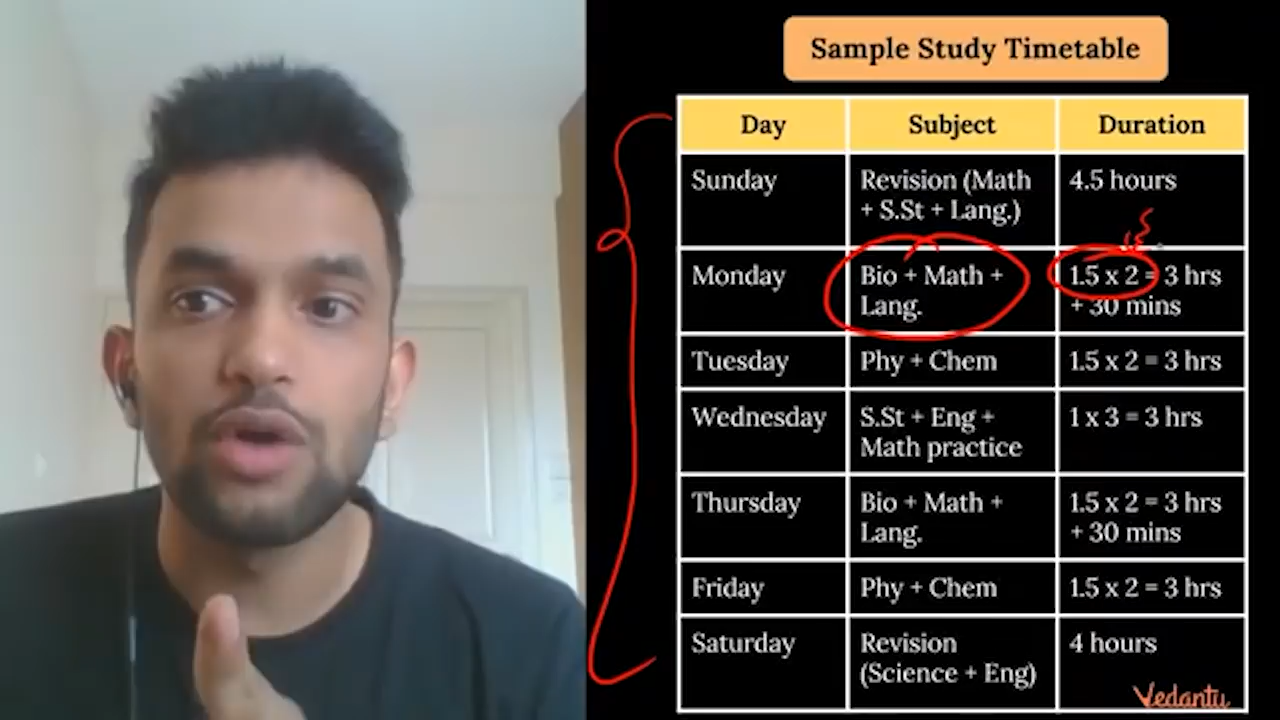 Sample Study Timetable
Day Subject Duration
Sunday Revision (Math 4.5 hours
+ S.St + Lang.)
Monday Bio + Math + 1.5 x 2 = 3 hrs
Lang. + 30 mins
Tuesday Phy + Chem 1.5 x 2 = 3 hrs
Wednesday S.St + Eng + 1 x 3 = 3 hrs
Math practice
Thursday Bio + Math + 1.5 x 2 = 3 hrs
Lang. + 30 mins
Friday Phy + Chem 1.5 x 2 = 3 hrs
Saturday Revision 4 hours
(Science + Eng)
Vedantu